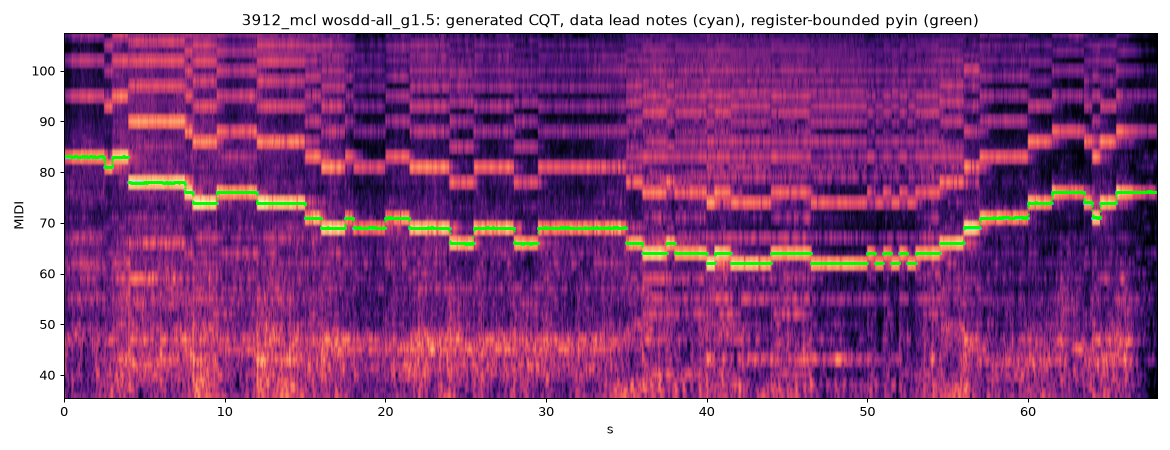 3912_mcl wosdd-all_g1.5: generated CQT, data lead notes (cyan), register-bounded pyin (green)
100
90
80
70
60
50
40
MIDI
0 10 20 30 40 50 60
s